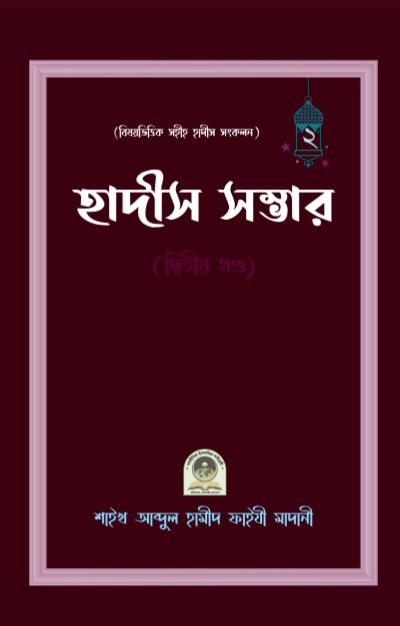 (বিষয়ভিত্তিক সহীহ হাদীস সংকলন)
২
হাদীস সম্ভার
(দ্বিতীয় খণ্ড)
শাইখ আব্দুল হামীদ ফাইযী মাদানী